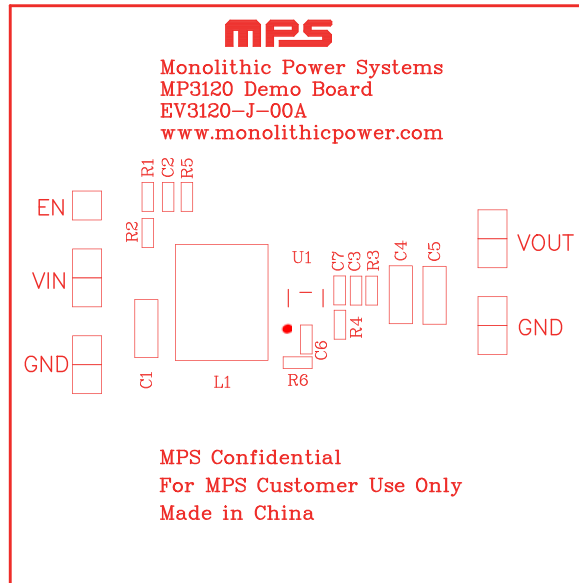 MPS
Monolithic Power Systems
MP3120 Demo Board
EV3120-J-00A
www.monolithicpower.com
R1
C2
R5
EN
R2
VOUT
U1
C7
C3
R3
C4
C5
VIN
R4
GND
C6
GND
C1
L1
R6
MPS Confidential
For MPS Customer Use Only
Made in China